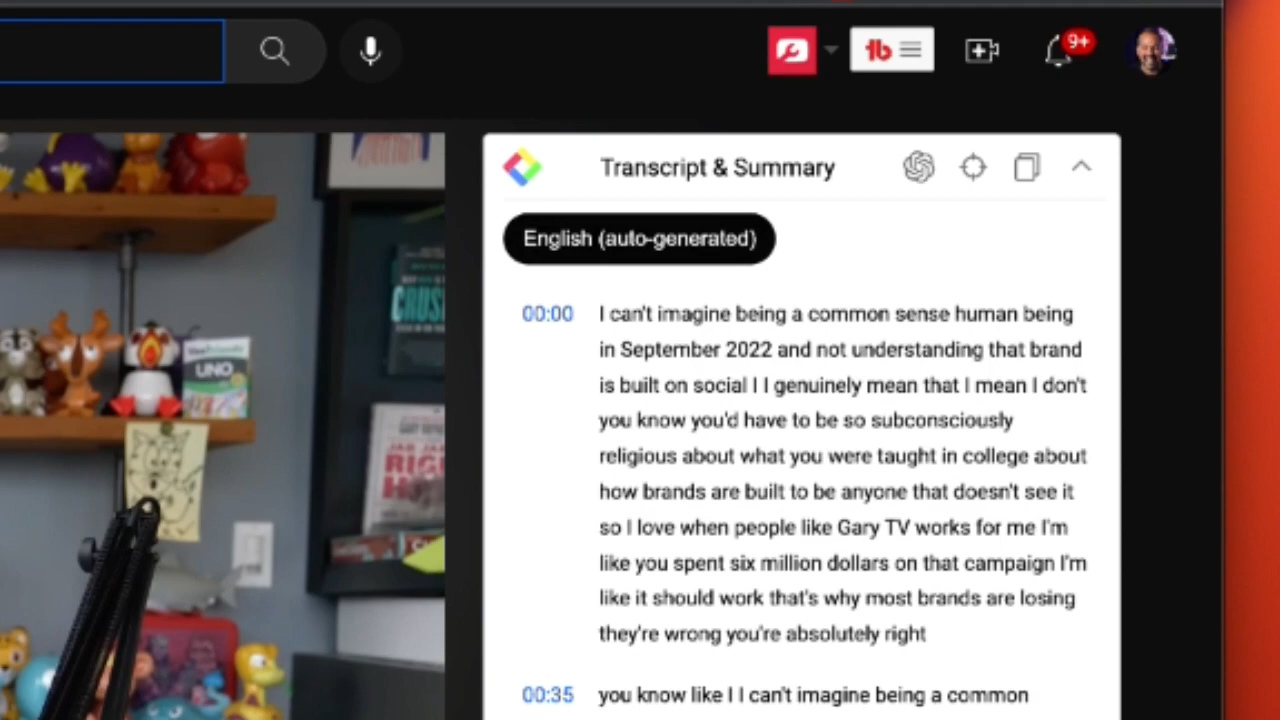 9+
Transcript & Summary
English (auto-generated)
00:00 I can't imagine being a common sense human being
in September 2022 and not understanding that brand
is built on social I I genuinely mean that I mean I don't
you know you'd have to be so subconsciously
religious about what you were taught in college about
how brands are built to be anyone that doesn't see it
so I love when people like Gary TV works for me I'm
like you spent six million dollars on that campaign I'm
like it should work that's why most brands are losing
they're wrong you're absolutely right
00:35 you know like I I can't imagine being a common
CRUS
UNO
RIG